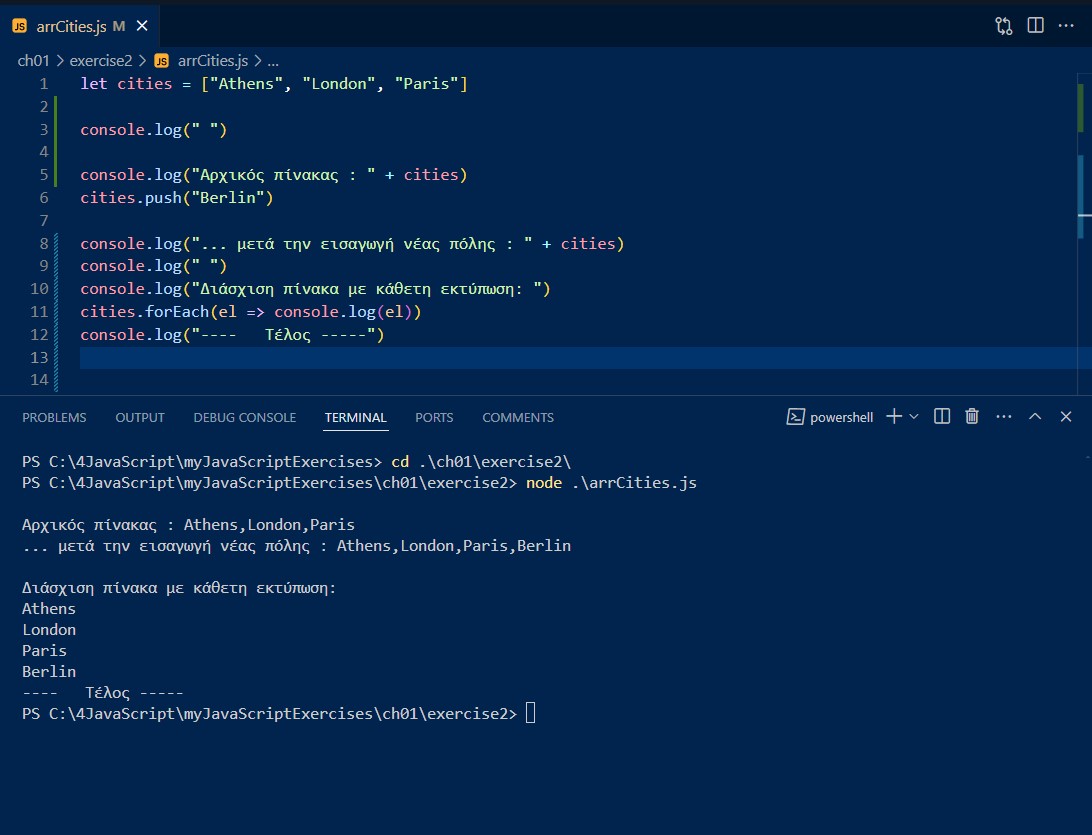 JS arrCities.js M
ch01 > exercise2 > JS arrCities.js > ...
1 let cities = ["Athens", "London", "Paris"]
2
3 console.log(" ")
4
5 console.log("Αρχικός πίνακας : " + cities)
6 cities.push("Berlin")
7
8 console.log("... μετά την εισαγωγή νέας πόλης : " + cities)
9 console.log(" ")
10 console.log("Διάσχιση πίνακα με κάθετη εκτύπωση: ")
11 cities.forEach(el => console.log(el))
12 console.log("----   Τέλος -----")
13
14
PROBLEMS OUTPUT DEBUG CONSOLE TERMINAL PORTS COMMENTS powershell
PS C:\4JavaScript\myJavaScriptExercises> cd .\ch01\exercise2\
PS C:\4JavaScript\myJavaScriptExercises\ch01\exercise2> node .\arrCities.js
Αρχικός πίνακας : Athens,London,Paris
... μετά την εισαγωγή νέας πόλης : Athens,London,Paris,Berlin
Διάσχιση πίνακα με κάθετη εκτύπωση:
Athens
London
Paris
Berlin
----   Τέλος -----
PS C:\4JavaScript\myJavaScriptExercises\ch01\exercise2>